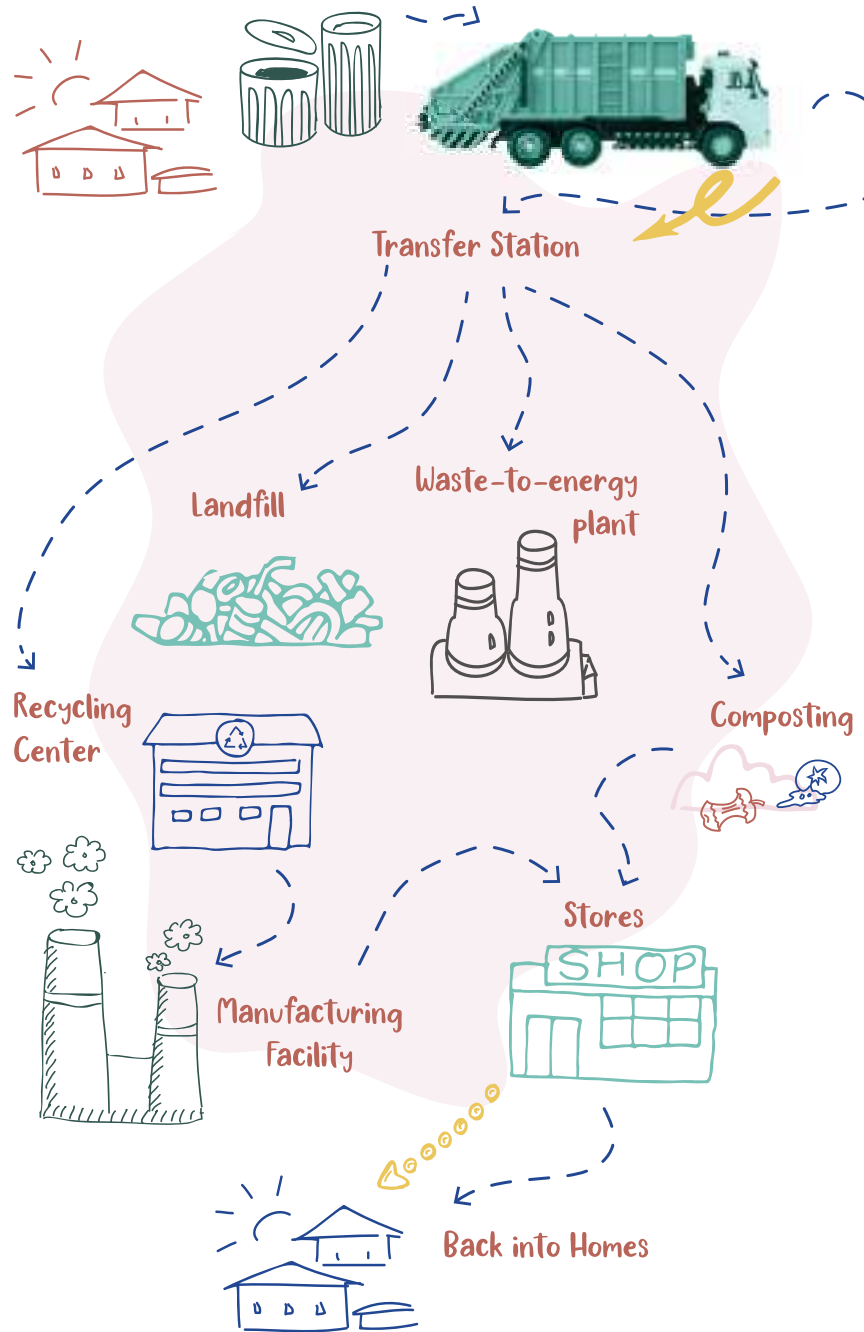 Transfer Station
Landfill
Waste-to-energy
plant
Recycling
Center
Composting
Stores
SHOP
Manufacturing
Facility
Back into Homes